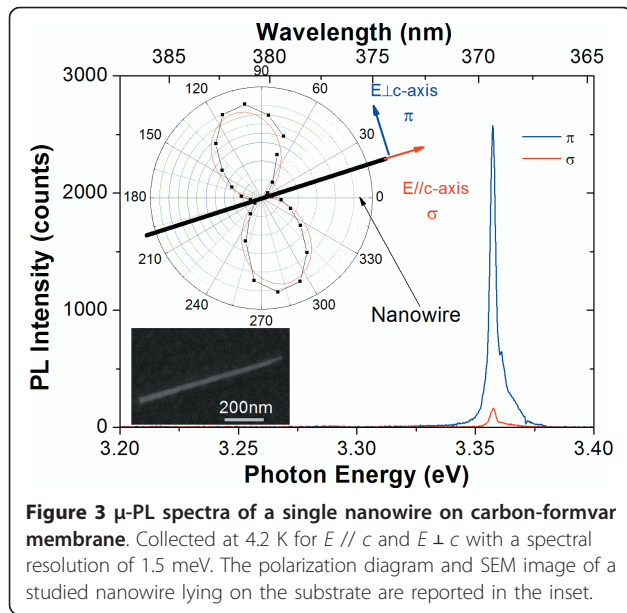 Wavelength (nm)
385 380 375 370 365
3000
2000
1000
0
PL Intensity (counts)
90
120 60
150 30
180 0
210 330
240 300
270
E⊥c-axis
π
E//c-axis
σ
π
σ
Nanowire
200nm
3.20 3.25 3.30 3.35 3.40
Photon Energy (eV)
Figure 3 μ-PL spectra of a single nanowire on carbon-formvar
membrane. Collected at 4.2 K for E // c and E ⊥ c with a spectral
resolution of 1.5 meV. The polarization diagram and SEM image of a
studied nanowire lying on the substrate are reported in the inset.